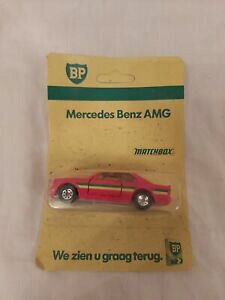 BP
Mercedes Benz AMG
MATCHBOX
We zien u graag terug.
BP